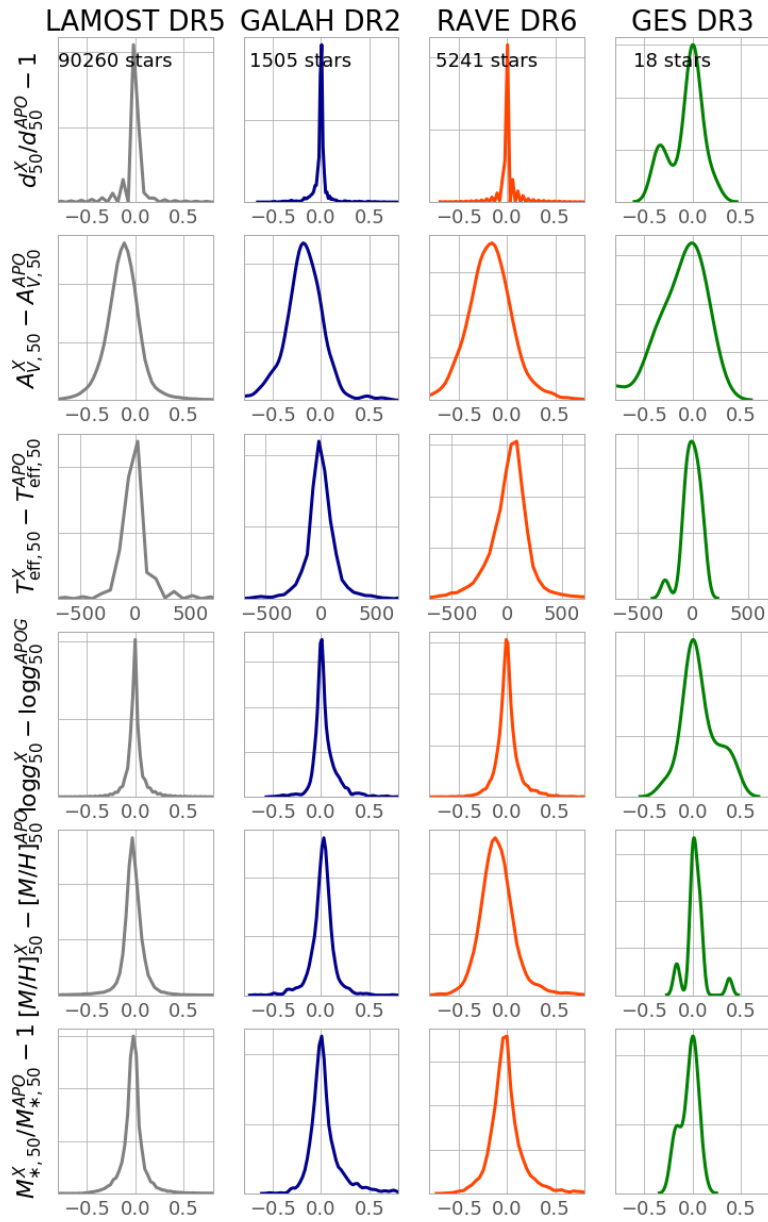 LAMOST DR5 GALAH DR2 RAVE DR6 GES DR3
90260 stars 1505 stars 5241 stars 18 stars
d^X_50/d^APO_50 − 1
−0.5 0.0 0.5 −0.5 0.0 0.5 −0.5 0.0 0.5 −0.5 0.0 0.5
A^X_V, 50 − A^APO_V, 50
−0.5 0.0 0.5 −0.5 0.0 0.5 −0.5 0.0 0.5 −0.5 0.0 0.5
T^X_eff, 50 − T^APO_eff, 50
−500 0 500 −500 0 500 −500 0 500 −500 0 500
logg^X_50 − logg^APOG_50
−0.5 0.0 0.5 −0.5 0.0 0.5 −0.5 0.0 0.5 −0.5 0.0 0.5
[M/H]^X_50 − [M/H]^APO_50
−0.5 0.0 0.5 −0.5 0.0 0.5 −0.5 0.0 0.5 −0.5 0.0 0.5
M^X_*, 50/M^APO_*, 50 − 1
−0.5 0.0 0.5 −0.5 0.0 0.5 −0.5 0.0 0.5 −0.5 0.0 0.5